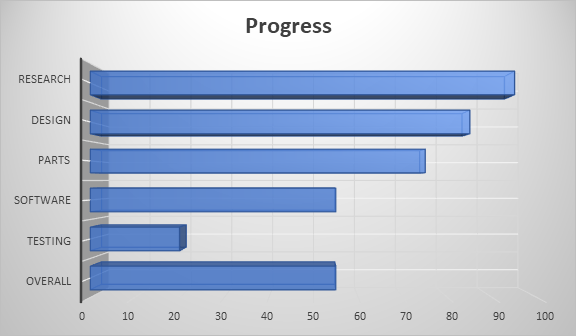 Progress
RESEARCH
DESIGN
PARTS
SOFTWARE
TESTING
OVERALL
0 10 20 30 40 50 60 70 80 90 100